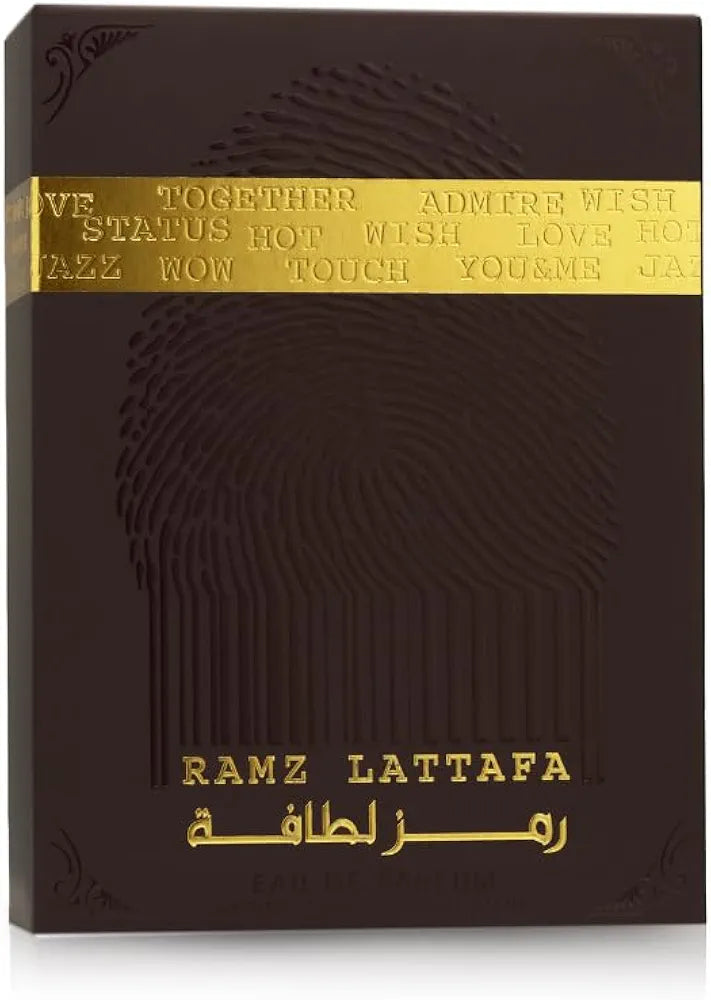 OVE TOGETHER ADMIRE WISH
STATUS HOT WISH LOVE HOT
JAZZ WOW TOUCH YOU&ME JAZ
RAMZ LATTAFA
رمز لطافة
EAU DE PARFUM